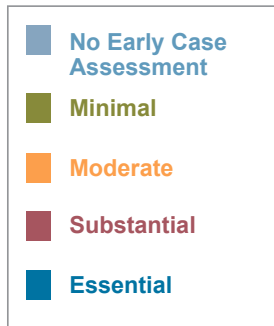 No Early Case
Assessment
Minimal
Moderate
Substantial
Essential